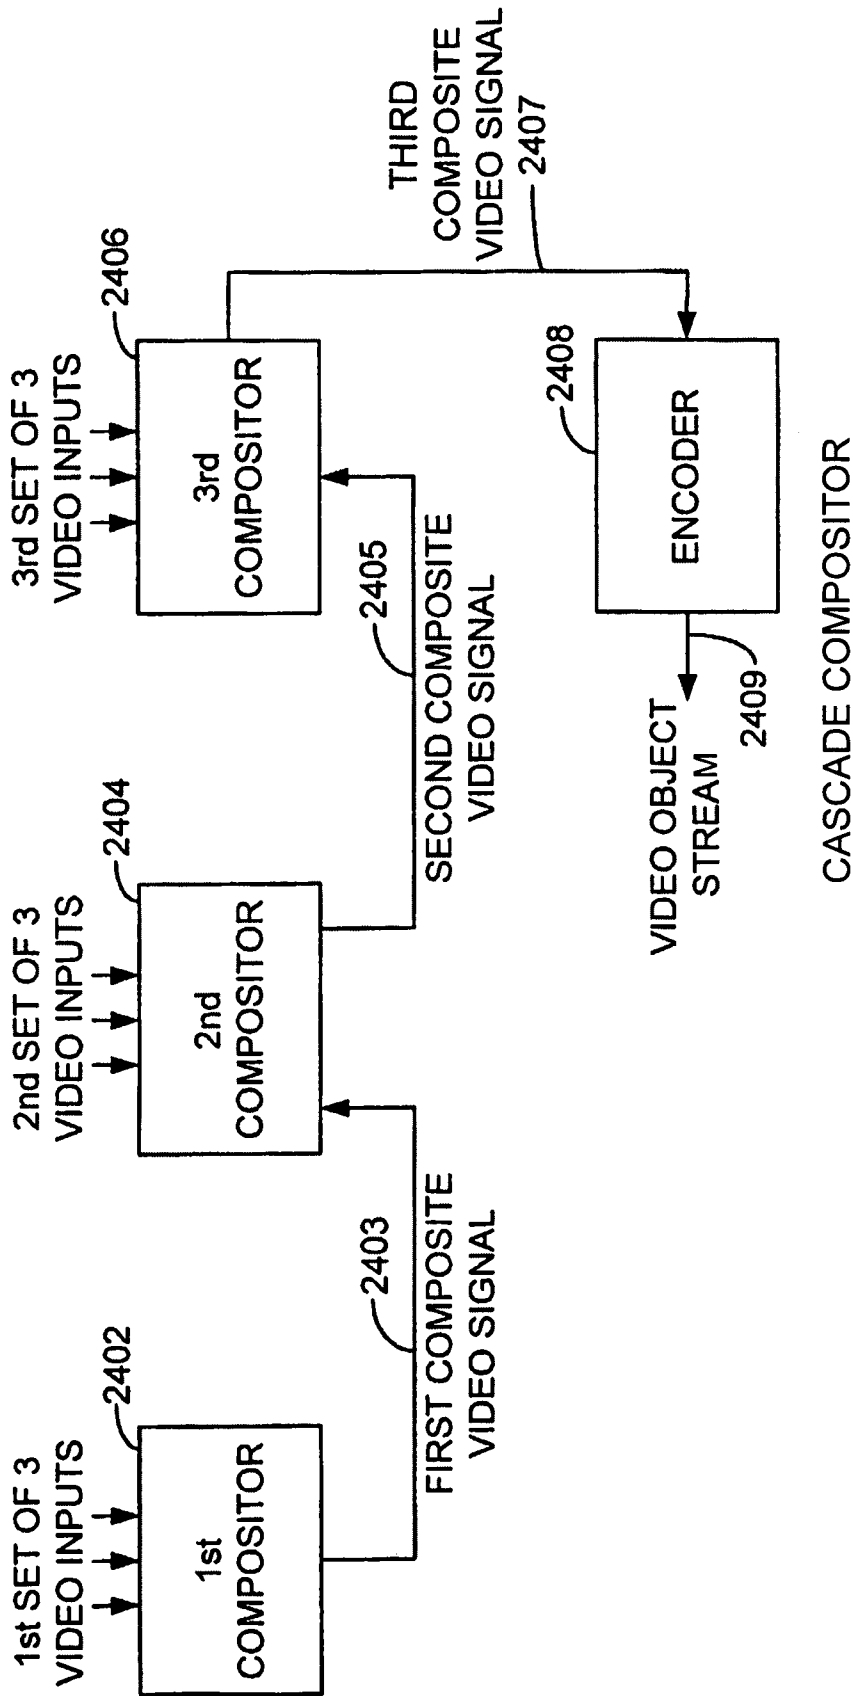 1st SET OF 3
VIDEO INPUTS
2402
1st
COMPOSITOR
2403
FIRST COMPOSITE
VIDEO SIGNAL
2nd SET OF 3
VIDEO INPUTS
2404
2nd
COMPOSITOR
2405
SECOND COMPOSITE
VIDEO SIGNAL
3rd SET OF 3
VIDEO INPUTS
2406
3rd
COMPOSITOR
THIRD
COMPOSITE
VIDEO SIGNAL
2407
2408
ENCODER
2409
VIDEO OBJECT
STREAM
CASCADE COMPOSITOR